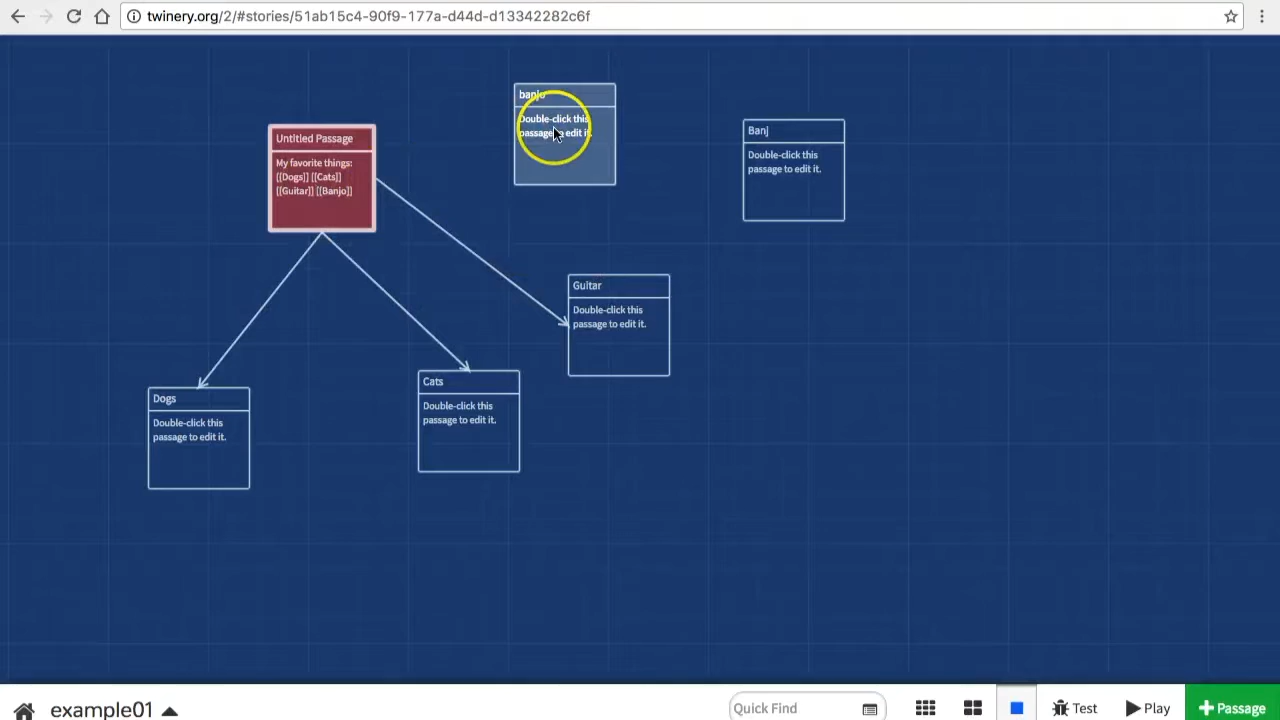 twinery.org/2/#stories/51ab15c4-90f9-177a-d44d-d13342282c6f
banjo
Double-click this
passage to edit it.
Banj
Double-click this
passage to edit it.
Untitled Passage
My favorite things:
[[Dogs]] [[Cats]]
[[Guitar]] [[Banjo]]
Guitar
Double-click this
passage to edit it.
Cats
Double-click this
passage to edit it.
Dogs
Double-click this
passage to edit it.
example01
Quick Find
Test
Play
+Passage